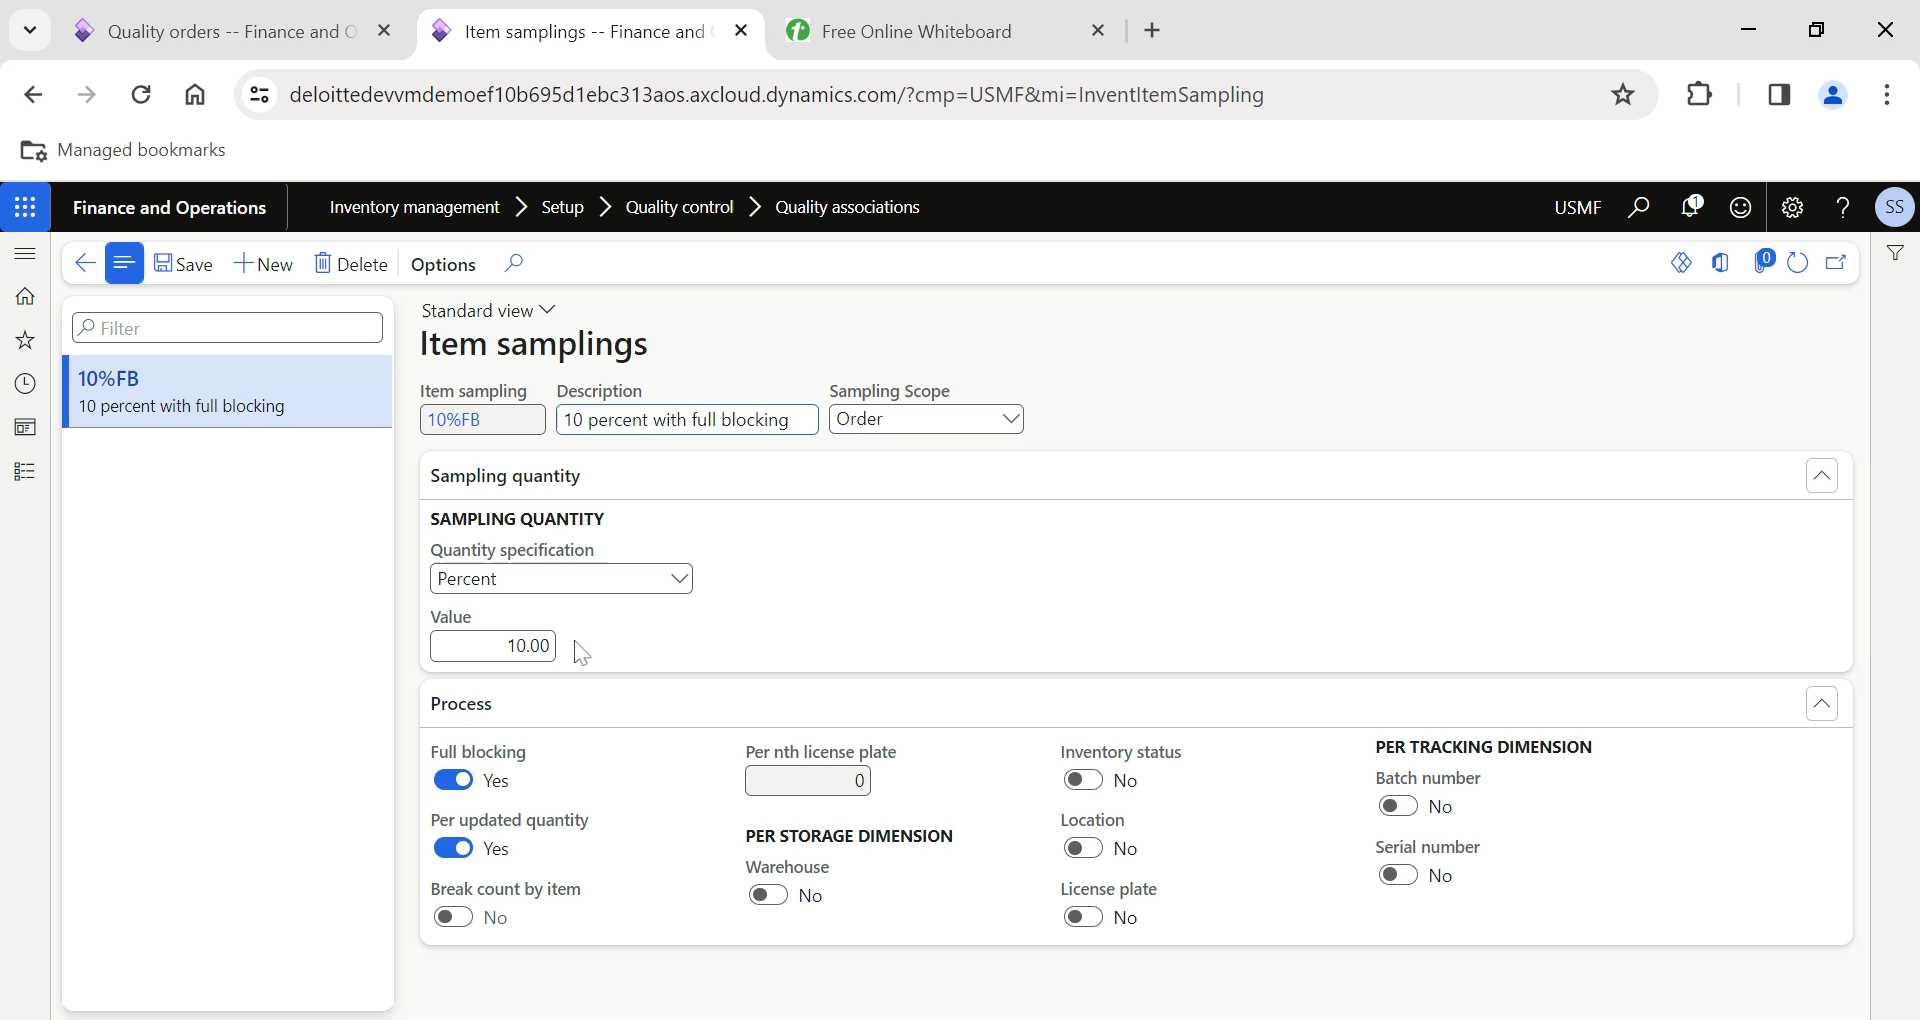 Quality orders -- Finance and O
Item samplings -- Finance and
Free Online Whiteboard
deloittedevvmdemoef10b695d1ebc313aos.axcloud.dynamics.com/?cmp=USMF&mi=InventItemSampling
Managed bookmarks
Finance and Operations
Inventory management
Setup
Quality control
Quality associations
USMF
1
?
SS
Save
New
Delete
Options
0
Filter
10%FB
10 percent with full blocking
Standard view
Item samplings
Item sampling
Description
Sampling Scope
10%FB
10 percent with full blocking
Order
Sampling quantity
SAMPLING QUANTITY
Quantity specification
Percent
Value
10.00
Process
Full blocking
Yes
Per updated quantity
Yes
Break count by item
No
Per nth license plate
0
PER STORAGE DIMENSION
Warehouse
No
Inventory status
No
Location
No
License plate
No
PER TRACKING DIMENSION
Batch number
No
Serial number
No